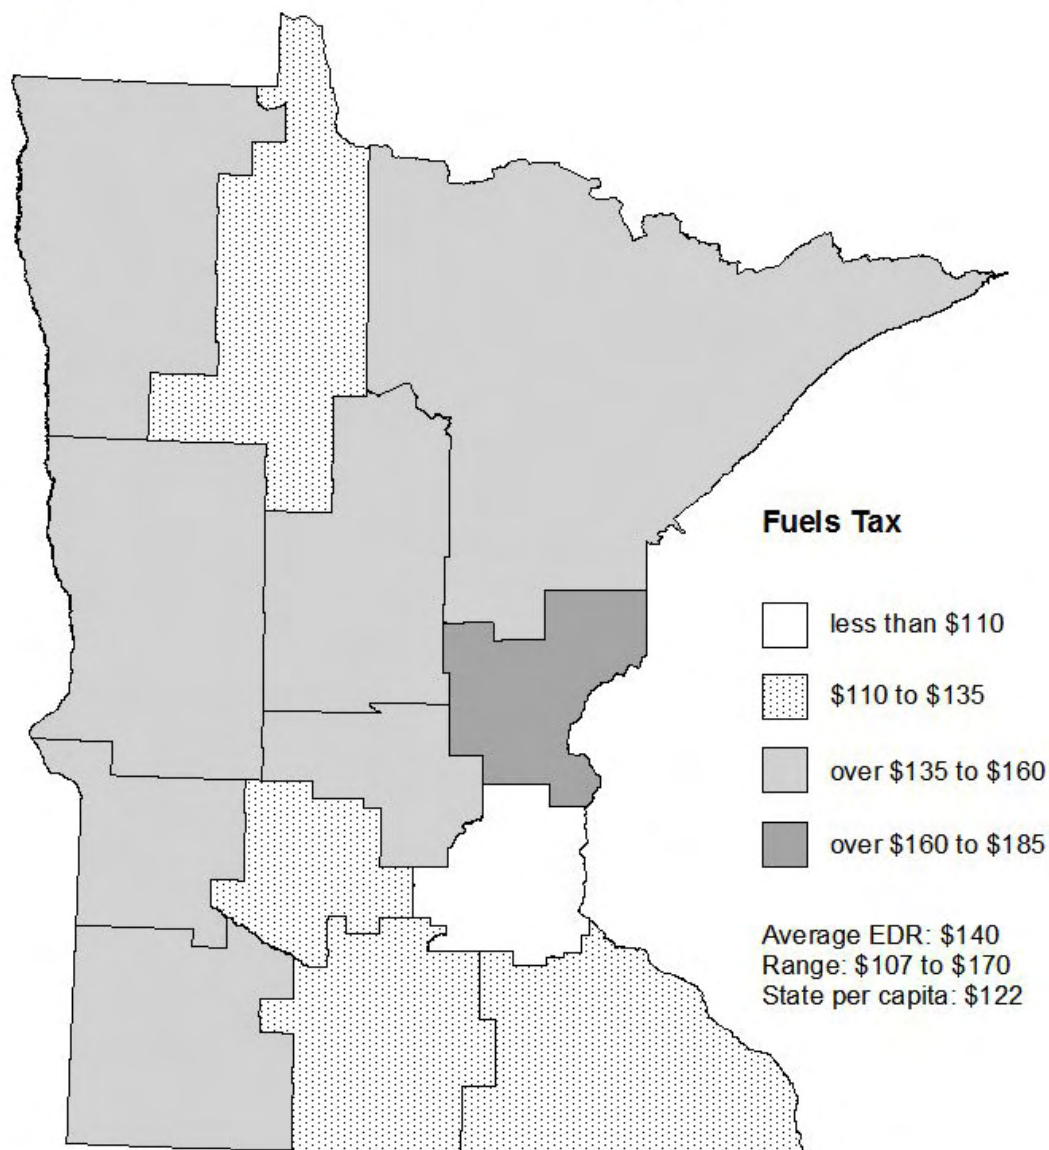 Fuels Tax
less than $110
$110 to $135
over $135 to $160
over $160 to $185
Average EDR: $140
Range: $107 to $170
State per capita: $122